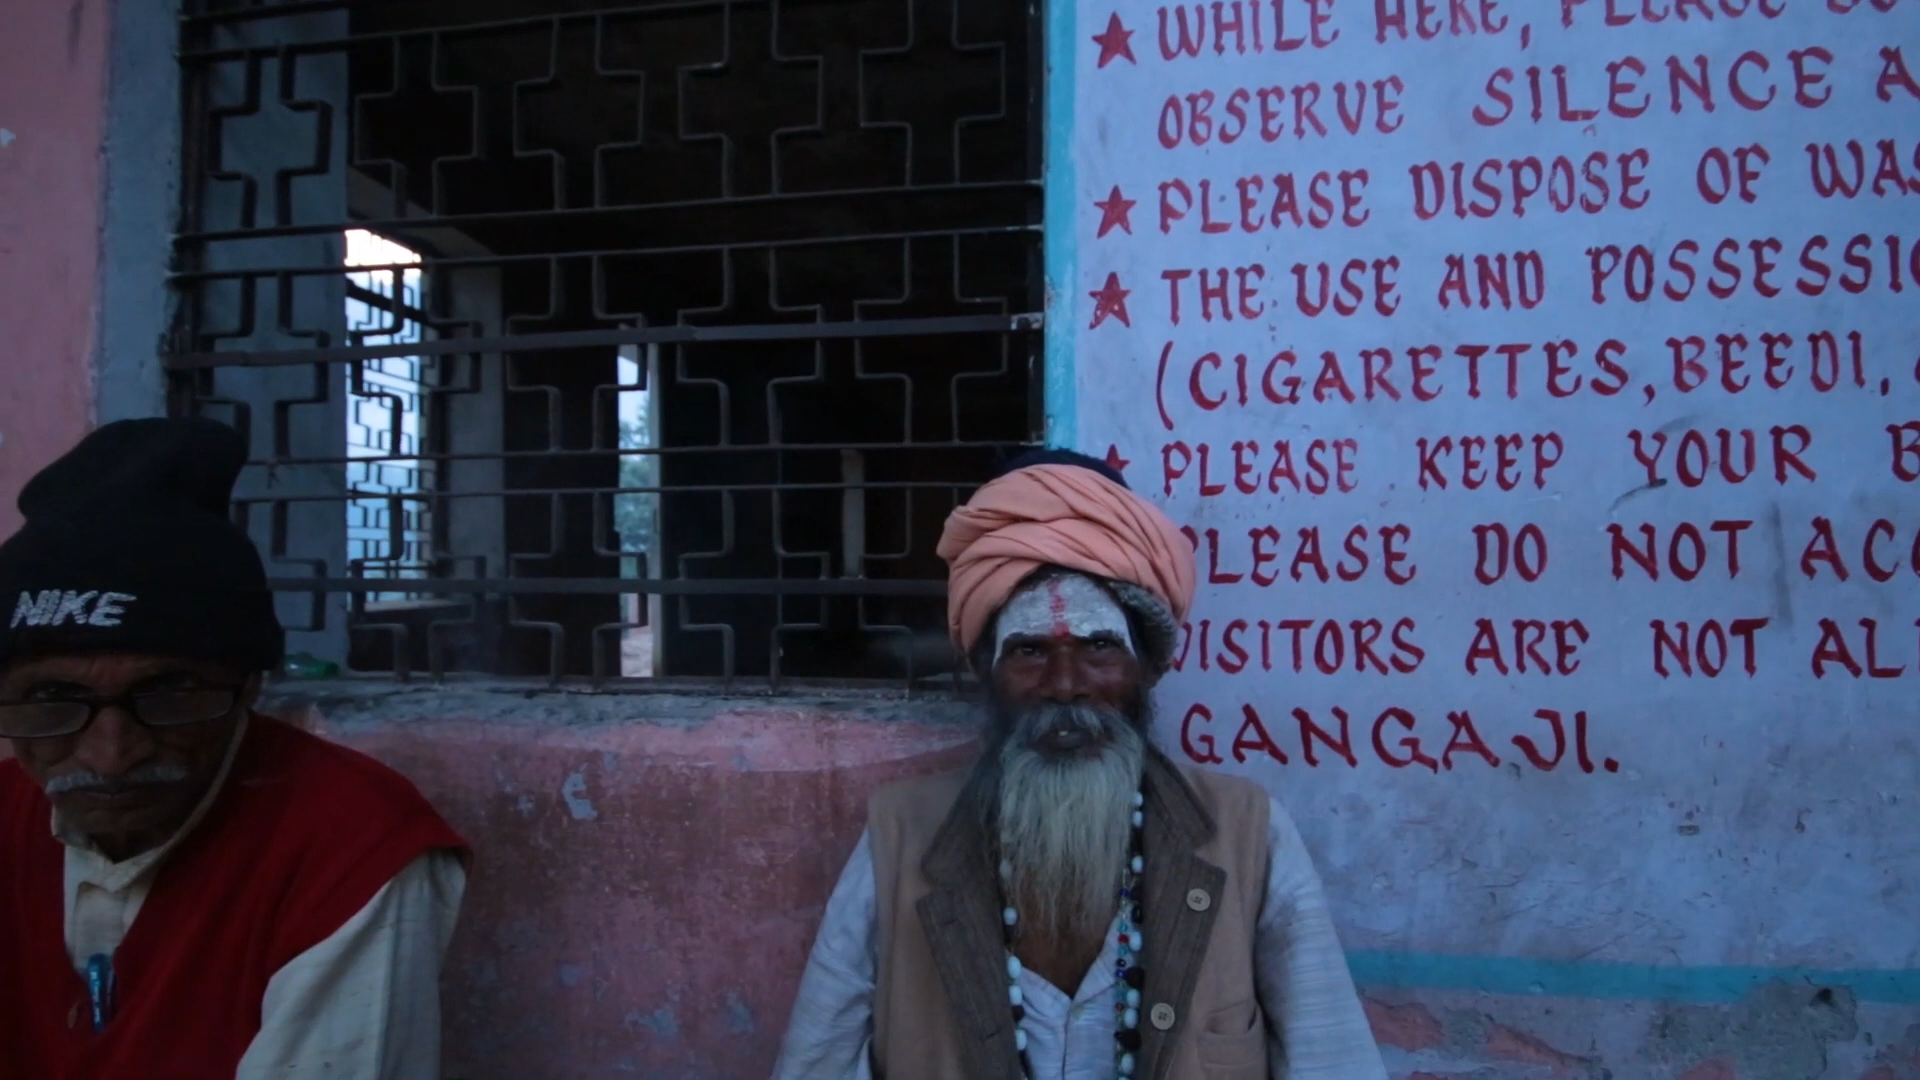 WHILE HERE, PLEASE
OBSERVE SILENCE
PLEASE DISPOSE OF
THE USE AND
(CIGARETTES, BEEDI,
PLEASE KEEP YOUR
PLEASE DO NOT
VISITORS ARE NOT
GANGAJI.
NIKE